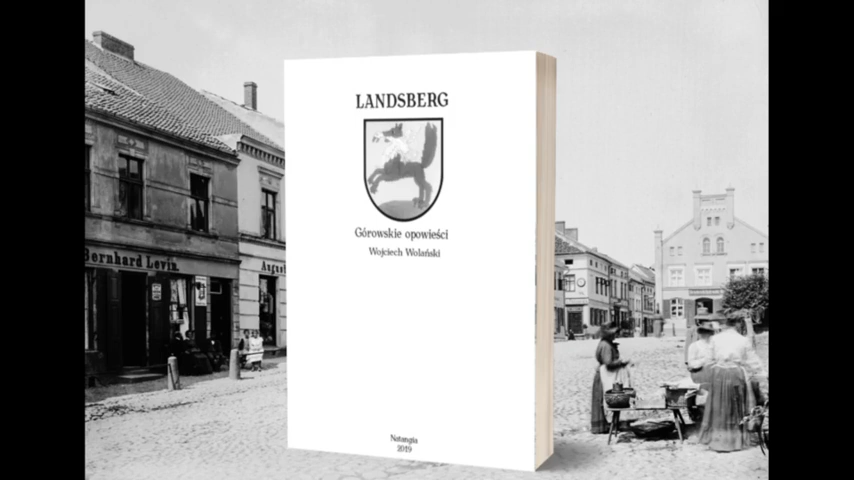 LANDSBERG
Górowskie opowieści
Wojciech Wolański
Natangia
2019
Bernhard Levin.
August